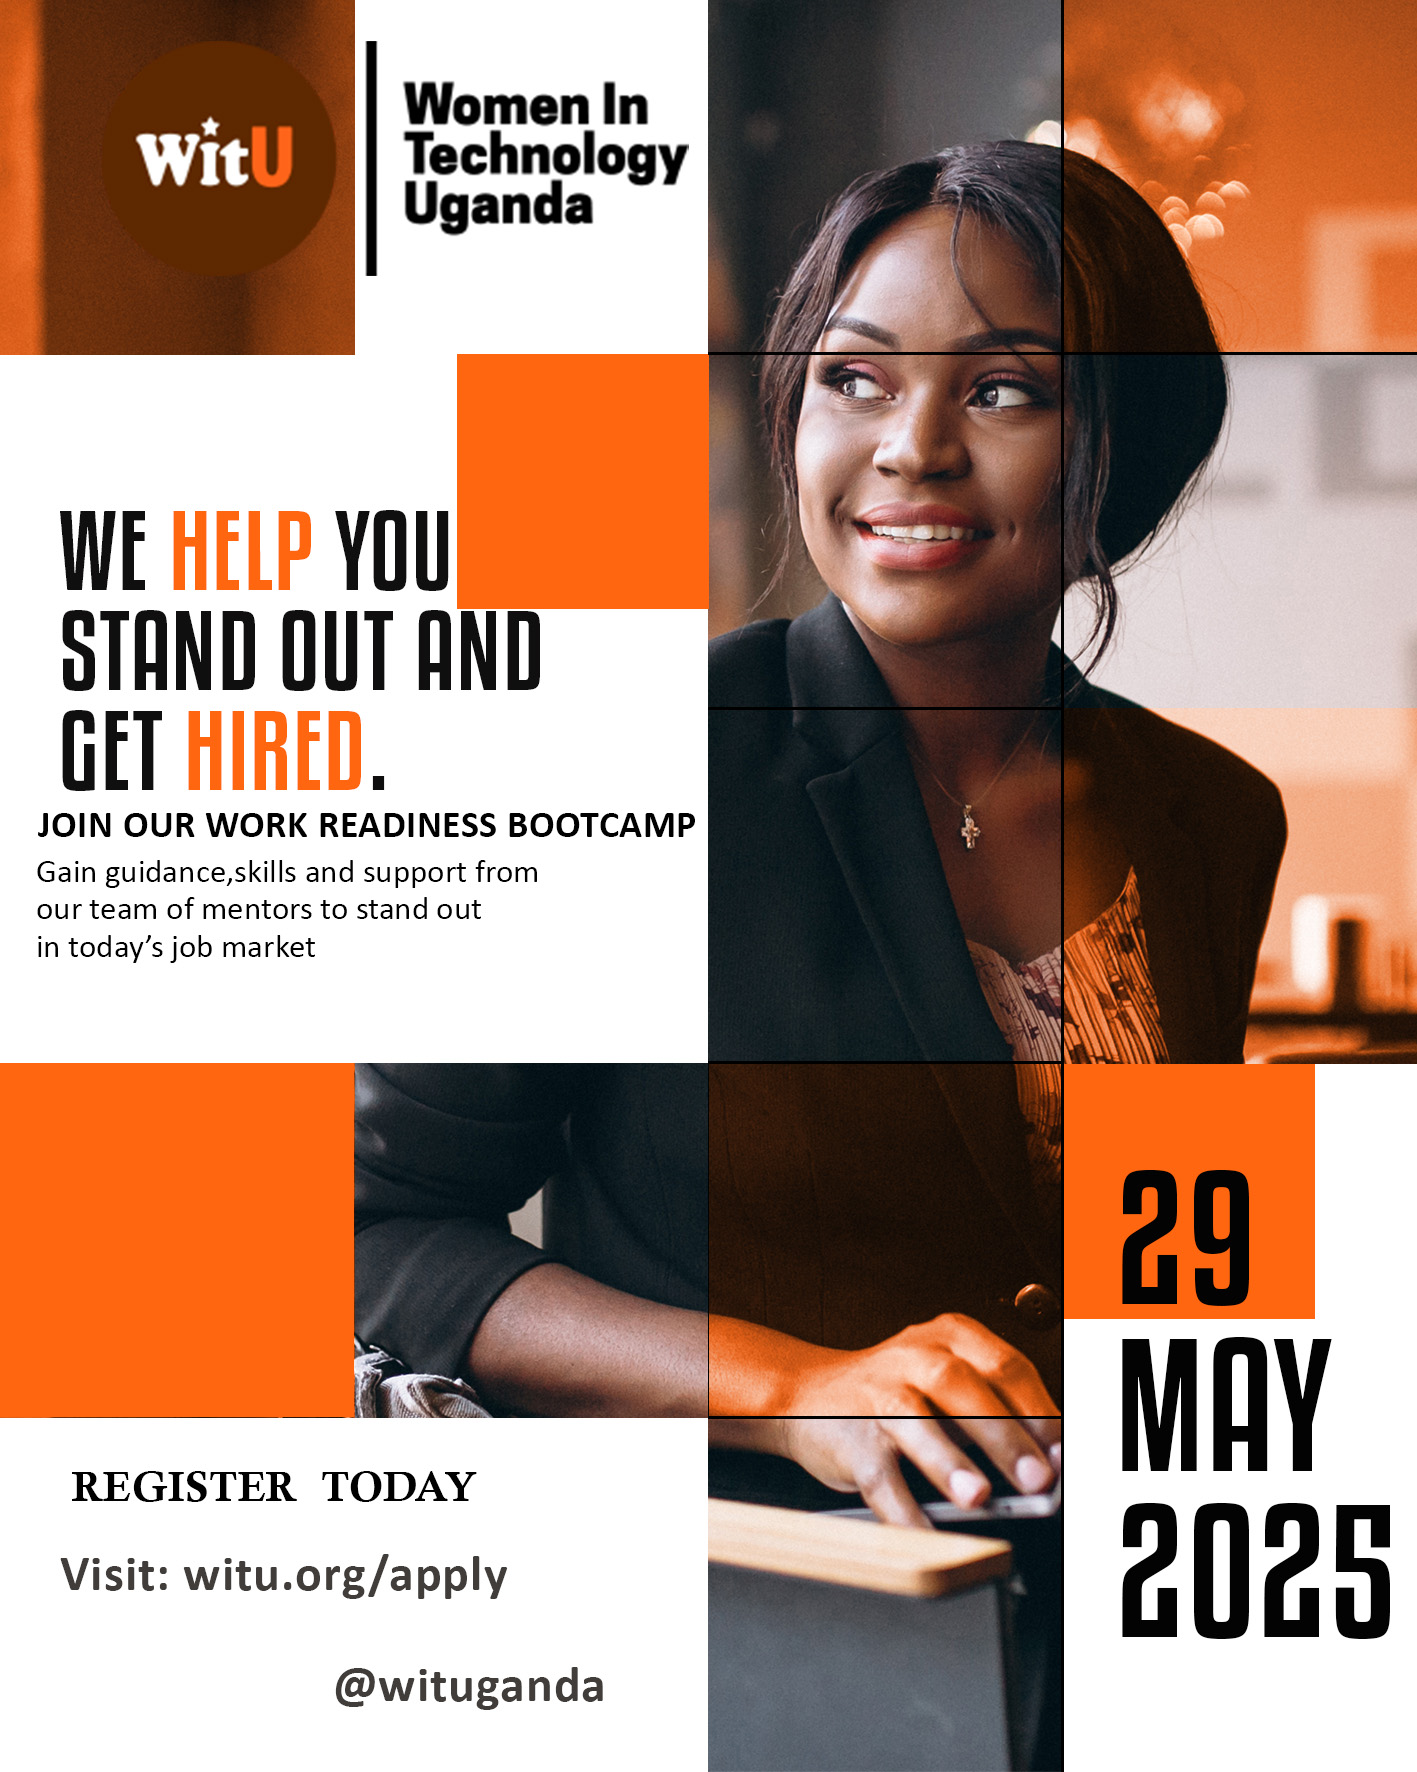 WitU
Women In
Technology
Uganda
WE HELP YOU
STAND OUT AND
GET HIRED.
JOIN OUR WORK READINESS BOOTCAMP
Gain guidance,skills and support from
our team of mentors to stand out
in today’s job market
29
MAY
2025
REGISTER TODAY
Visit: witu.org/apply
@wituganda